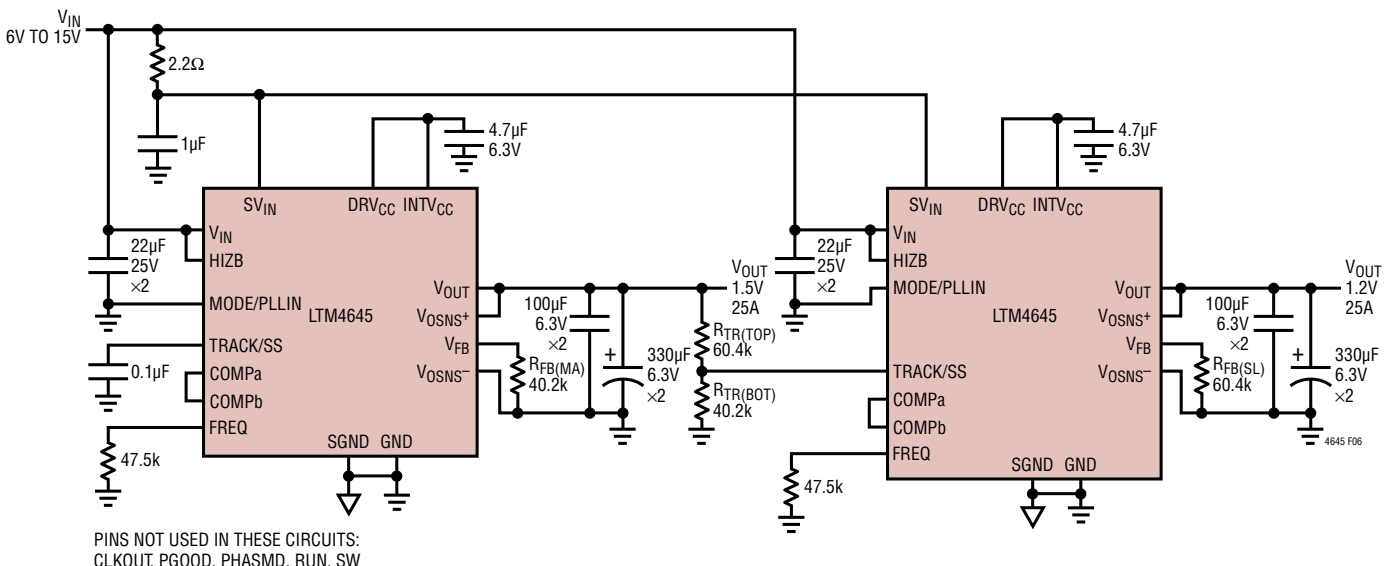 VIN
6V TO 15V
2.2Ω
1µF
4.7µF
6.3V
SVIN
DRVCC
INTVCC
VIN
HIZB
MODE/PLLIN
TRACK/SS
COMPa
COMPb
FREQ
LTM4645
VOUT
VOSNS+
VFB
VOSNS–
SGND
GND
22µF
25V
×2
0.1µF
47.5k
RFB(MA)
40.2k
100µF
6.3V
×2
+
330µF
6.3V
×2
VOUT
1.5V
25A
RTR(TOP)
60.4k
RTR(BOT)
40.2k
4.7µF
6.3V
SVIN
DRVCC
INTVCC
22µF
25V
×2
VIN
HIZB
MODE/PLLIN
TRACK/SS
COMPa
COMPb
FREQ
LTM4645
VOUT
VOSNS+
VFB
VOSNS–
SGND
GND
47.5k
RFB(SL)
60.4k
100µF
6.3V
×2
+
330µF
6.3V
×2
VOUT
1.2V
25A
4645 F06
PINS NOT USED IN THESE CIRCUITS:
CLKOUT, PGOOD, PHASMD, RUN, SW